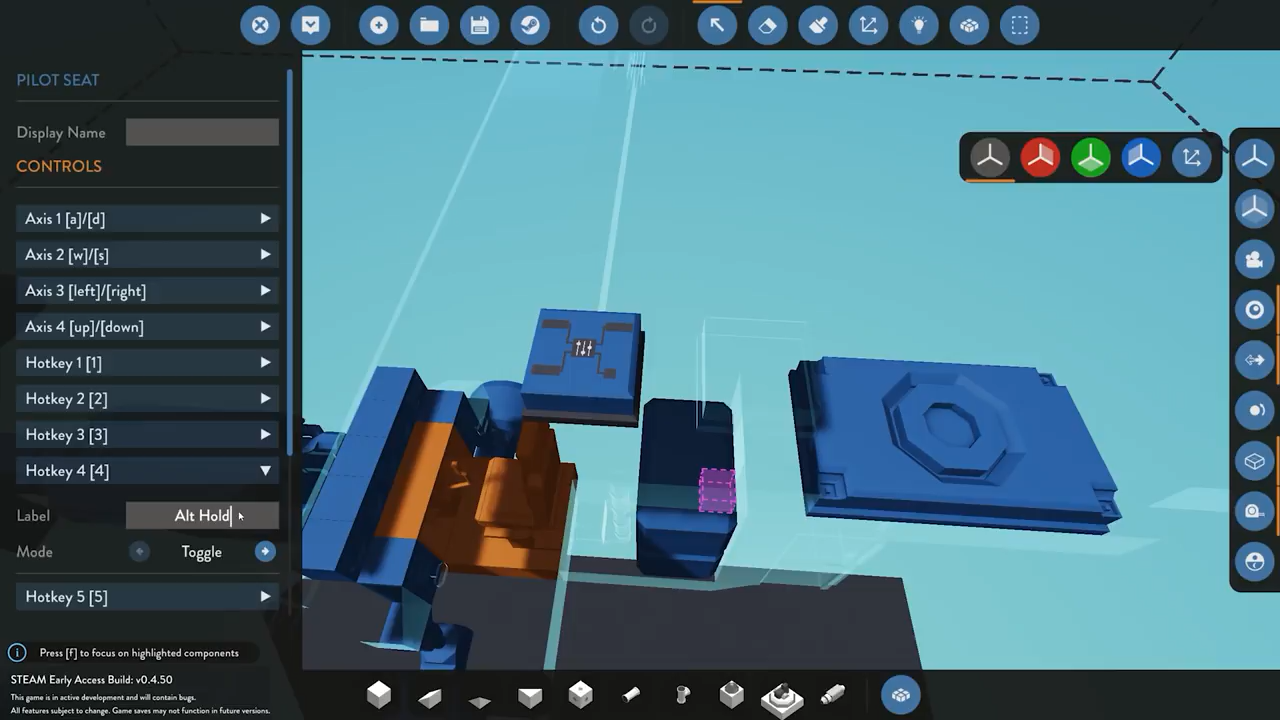 PILOT SEAT
Display Name
CONTROLS
Axis 1 [a]/[d]
Axis 2 [w]/[s]
Axis 3 [left]/[right]
Axis 4 [up]/[down]
Hotkey 1 [1]
Hotkey 2 [2]
Hotkey 3 [3]
Hotkey 4 [4]
Label Alt Hold
Mode Toggle
Hotkey 5 [5]
Press [f] to focus on highlighted components
STEAM Early Access Build: v0.4.50
This game is in active development and will contain bugs.
All features subject to change. Game saves may not function in future versions.